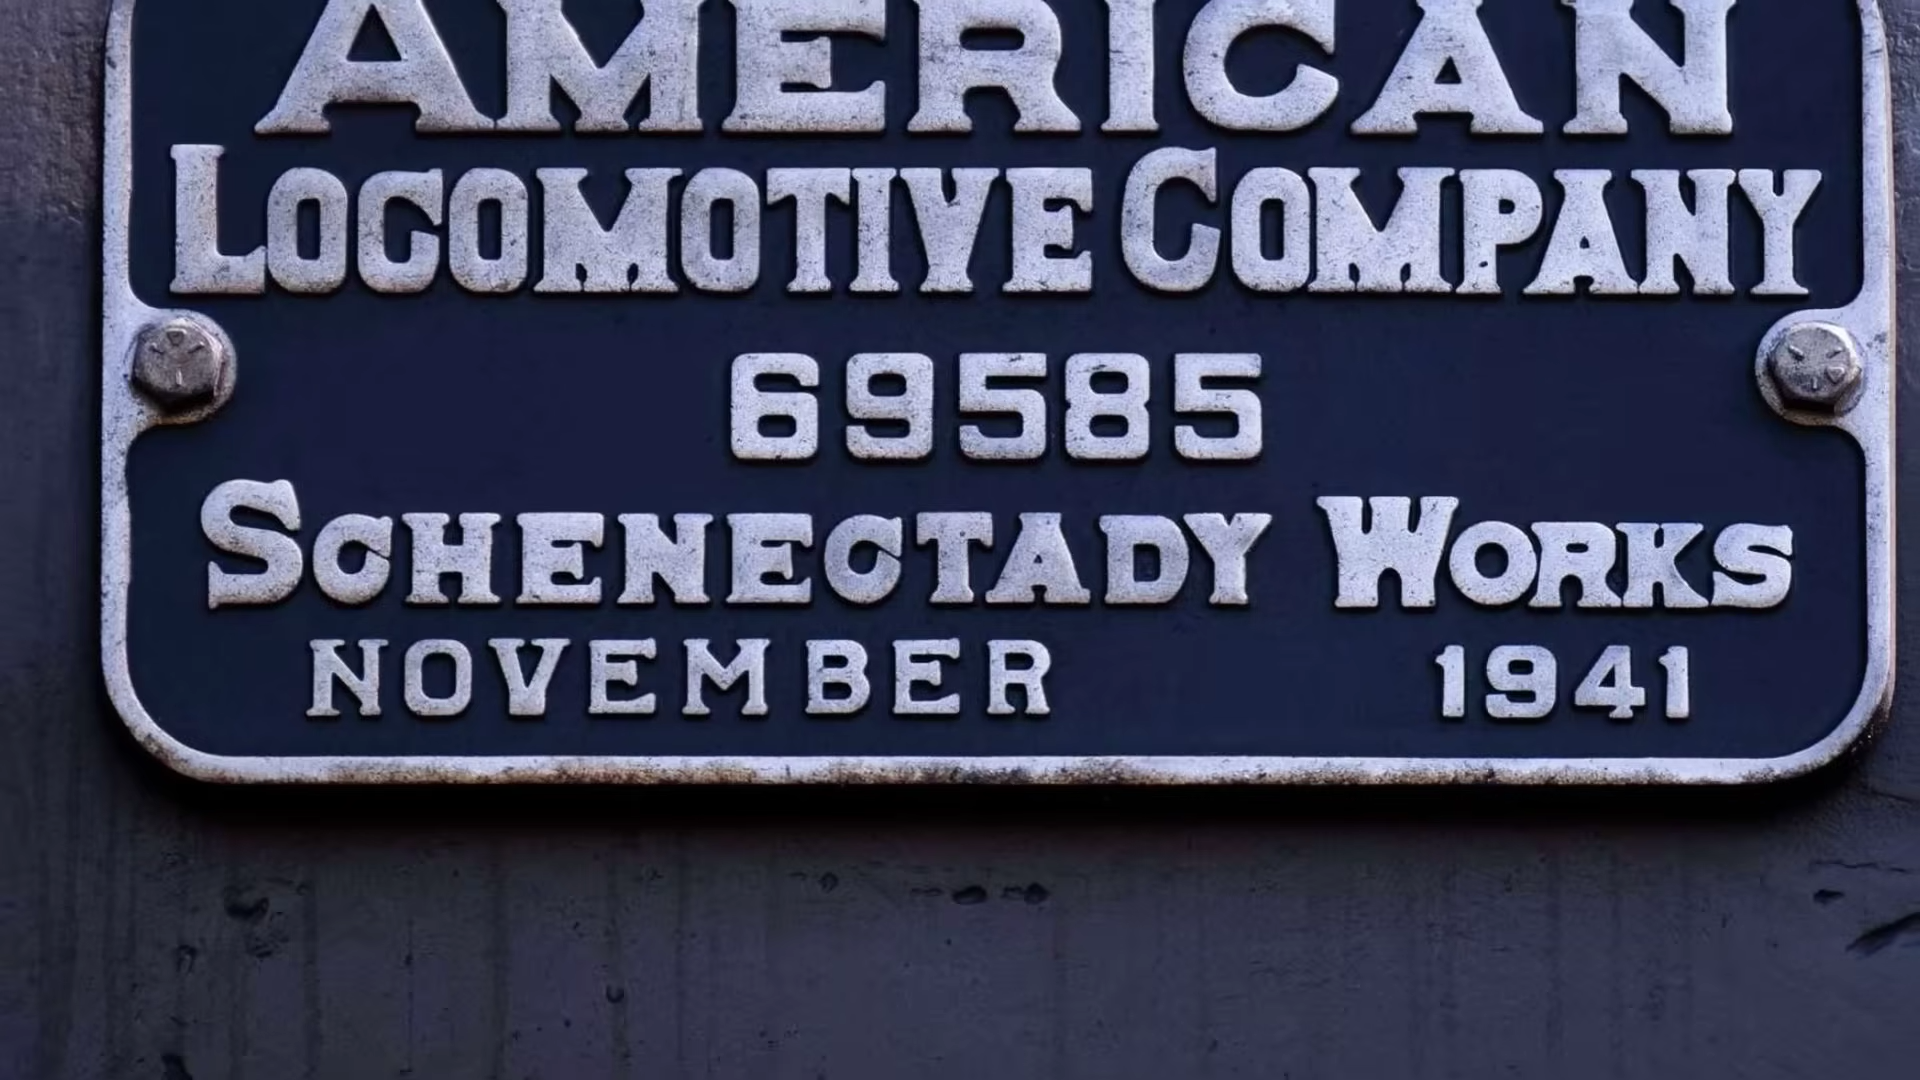 AMERICAN
LOCOMOTIVE COMPANY
69585
SCHENECTADY WORKS
NOVEMBER 1941